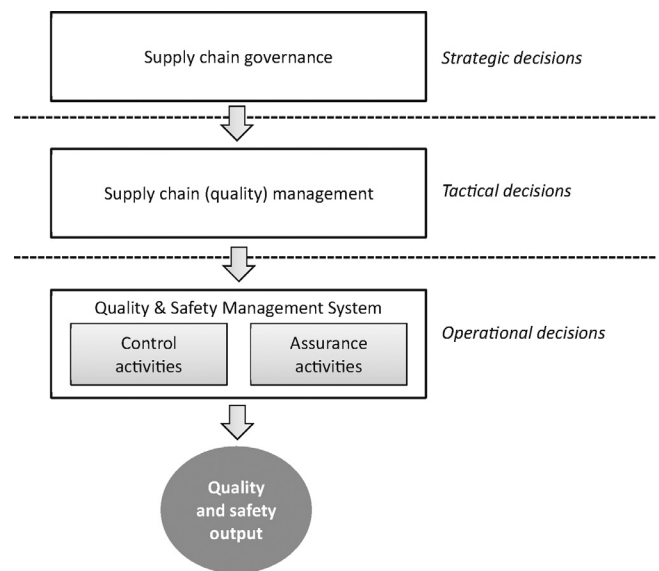 Supply chain governance
Strategic decisions
Supply chain (quality) management
Tactical decisions
Quality & Safety Management System
Control
activities
Assurance
activities
Operational decisions
Quality
and safety
output